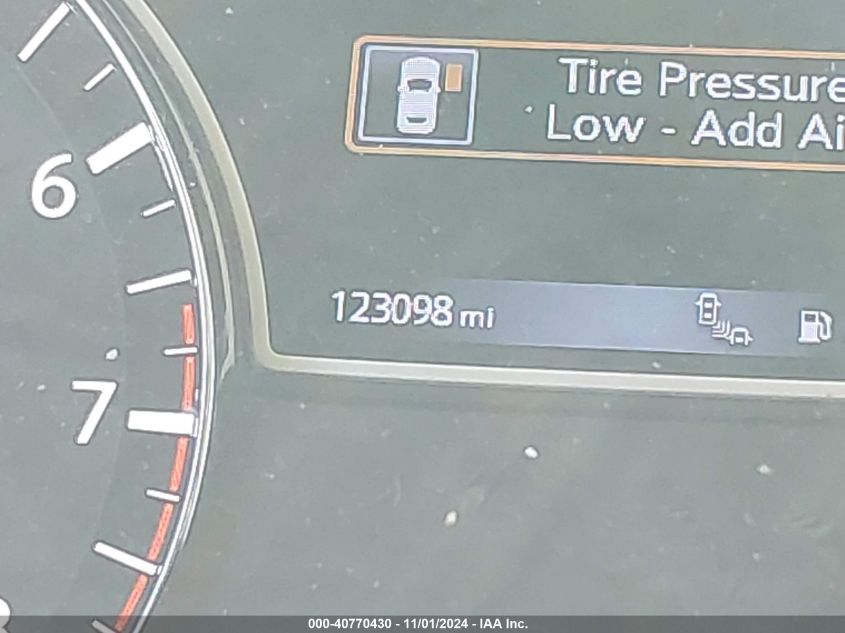 Tire Pressure
Low - Add Ai
6
123098 mi
7
000-40770430 - 11/01/2024 - IAA Inc.